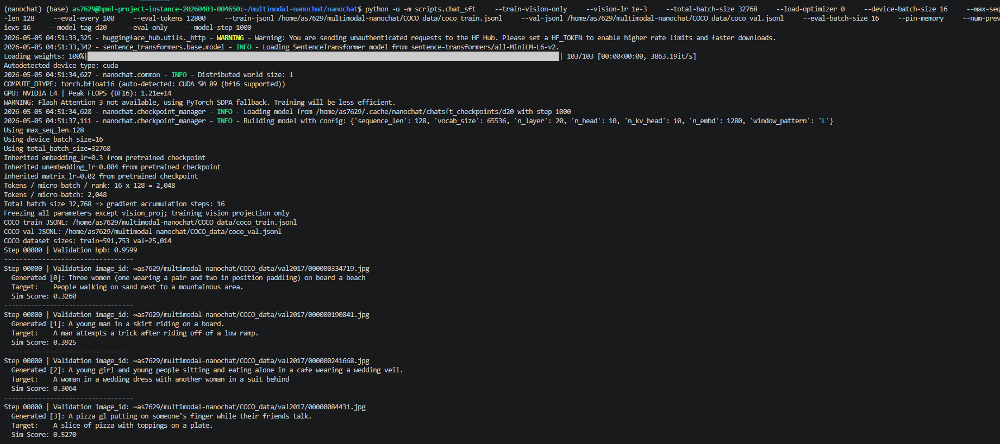 (nanochat) (base) as7629@hpml-project-instance-20260403-004650:~/multimodal-nanochat/nanochat$ python -u -m scripts.chat_sft --train-vision-only --vision-lr 1e-3 --total-batch-size 32768 --load-optimizer 0 --device-batch-size 16 --max-seq
-len 128 --eval-every 100 --eval-tokens 12800 --train-jsonl /home/as7629/multimodal-nanochat/COCO_data/coco_train.jsonl --val-jsonl /home/as7629/multimodal-nanochat/COCO_data/coco_val.jsonl --eval-batch-size 16 --pin-memory --num-prev
iews 16 --model-tag d20 --eval-only --model-step 1000
2026-05-05 04:51:33,325 - huggingface_hub.utils._http - WARNING - Warning: You are sending unauthenticated requests to the HF Hub. Please set a HF_TOKEN to enable higher rate limits and faster downloads.
2026-05-05 04:51:33,342 - sentence_transformers.base.model - INFO - Loading SentenceTransformer model from sentence-transformers/all-MiniLM-L6-v2.
Loading weights: 100%| | 103/103 [00:00<00:00, 3863.19it/s]
Autodetected device type: cuda
2026-05-05 04:51:34,627 - nanochat.common - INFO - Distributed world size: 1
COMPUTE_DTYPE: torch.bfloat16 (auto-detected: CUDA SM 89 (bf16 supported))
GPU: NVIDIA L4 | Peak FLOPS (BF16): 1.21e+14
WARNING: Flash Attention 3 not available, using PyTorch SDPA fallback. Training will be less efficient.
2026-05-05 04:51:34,628 - nanochat.checkpoint_manager - INFO - Loading model from /home/as7629/.cache/nanochat/chatsft_checkpoints/d20 with step 1000
2026-05-05 04:51:37,111 - nanochat.checkpoint_manager - INFO - Building model with config: {'sequence_len': 128, 'vocab_size': 65536, 'n_layer': 20, 'n_head': 10, 'n_kv_head': 10, 'n_embd': 1280, 'window_pattern': 'L'}
Using max_seq_len=128
Using device_batch_size=16
Using total_batch_size=32768
Inherited embedding_lr=0.3 from pretrained checkpoint
Inherited unembedding_lr=0.004 from pretrained checkpoint
Inherited matrix_lr=0.02 from pretrained checkpoint
Tokens / micro-batch / rank: 16 x 128 = 2,048
Tokens / micro-batch: 2,048
Total batch size 32,768 => gradient accumulation steps: 16
Freezing all parameters except vision_proj; training vision projection only
COCO train JSONL: /home/as7629/multimodal-nanochat/COCO_data/coco_train.jsonl
COCO val JSONL: /home/as7629/multimodal-nanochat/COCO_data/coco_val.jsonl
COCO dataset sizes: train=591,753 val=25,014
Step 00000 | Validation bpb: 0.9599
----------------------------------
Step 00000 | Validation image_id: ~as7629/multimodal-nanochat/COCO_data/val2017/000000334719.jpg
Generated [0]: Three women (one wearing a pair and two in position paddling) on board a beach
Target: People walking on sand next to a mountainous area.
Sim Score: 0.3260
----------------------------------
Step 00000 | Validation image_id: ~as7629/multimodal-nanochat/COCO_data/val2017/000000190841.jpg
Generated [1]: A young man in a skirt riding on a board.
Target: A man attempts a trick after riding off of a low ramp.
Sim Score: 0.3925
----------------------------------
Step 00000 | Validation image_id: ~as7629/multimodal-nanochat/COCO_data/val2017/000000241668.jpg
Generated [2]: A young girl and young people sitting and eating alone in a cafe wearing a wedding veil.
Target: A woman in a wedding dress with another woman in a suit behind
Sim Score: 0.3064
----------------------------------
Step 00000 | Validation image_id: ~as7629/multimodal-nanochat/COCO_data/val2017/00000084431.jpg
Generated [3]: A pizza gl putting on someone's finger while their friends talk.
Target: A slice of pizza with toppings on a plate.
Sim Score: 0.5270